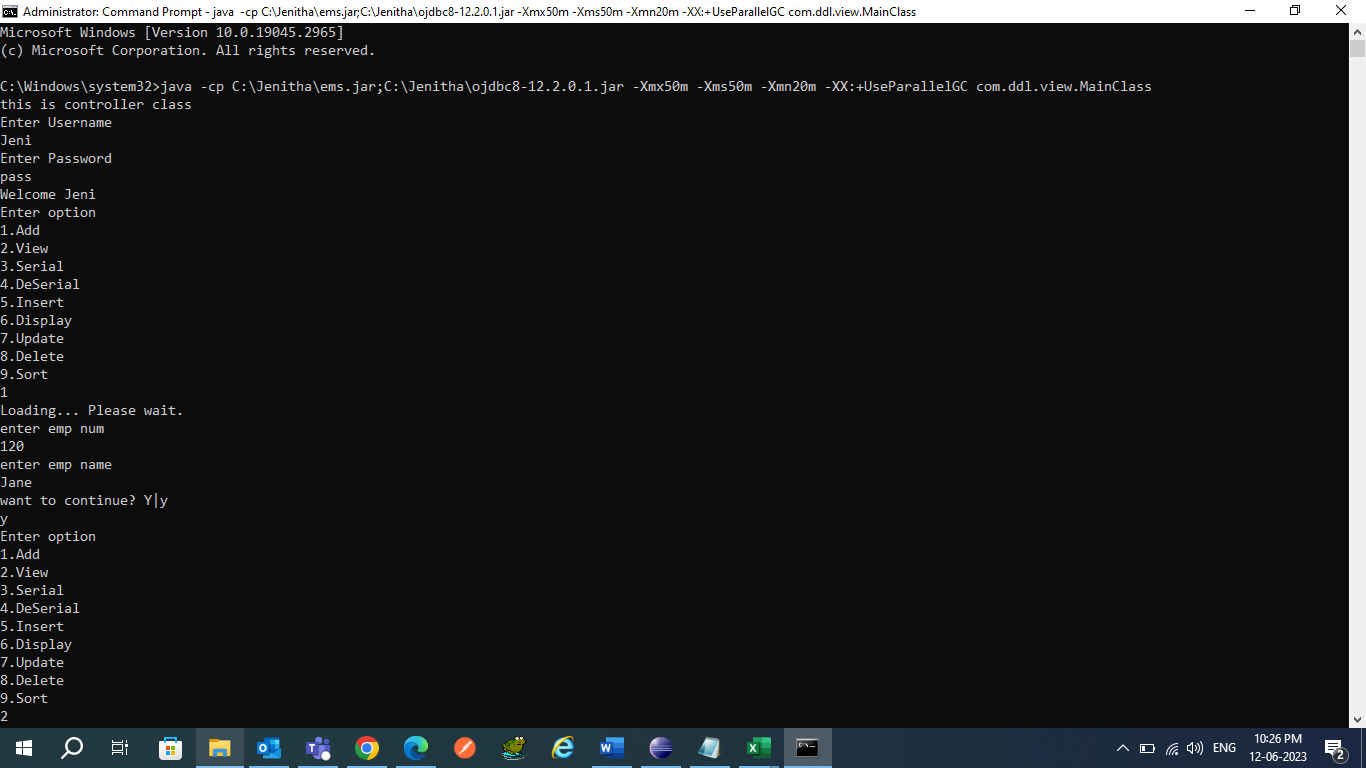 Administrator: Command Prompt - java -cp C:\Jenitha\ems.jar;C:\Jenitha\ojdbc8-12.2.0.1.jar -Xmx50m -Xms50m -Xmn20m -XX:+UseParallelGC com.ddl.view.MainClass
Microsoft Windows [Version 10.0.19045.2965]
(c) Microsoft Corporation. All rights reserved.
C:\Windows\system32>java -cp C:\Jenitha\ems.jar;C:\Jenitha\ojdbc8-12.2.0.1.jar -Xmx50m -Xms50m -Xmn20m -XX:+UseParallelGC com.ddl.view.MainClass
this is controller class
Enter Username
Jeni
Enter Password
pass
Welcome Jeni
Enter option
1.Add
2.View
3.Serial
4.DeSerial
5.Insert
6.Display
7.Update
8.Delete
9.Sort
1
Loading... Please wait.
enter emp num
120
enter emp name
Jane
want to continue? Y|y
y
Enter option
1.Add
2.View
3.Serial
4.DeSerial
5.Insert
6.Display
7.Update
8.Delete
9.Sort
2
ENG
10:26 PM
12-06-2023
2